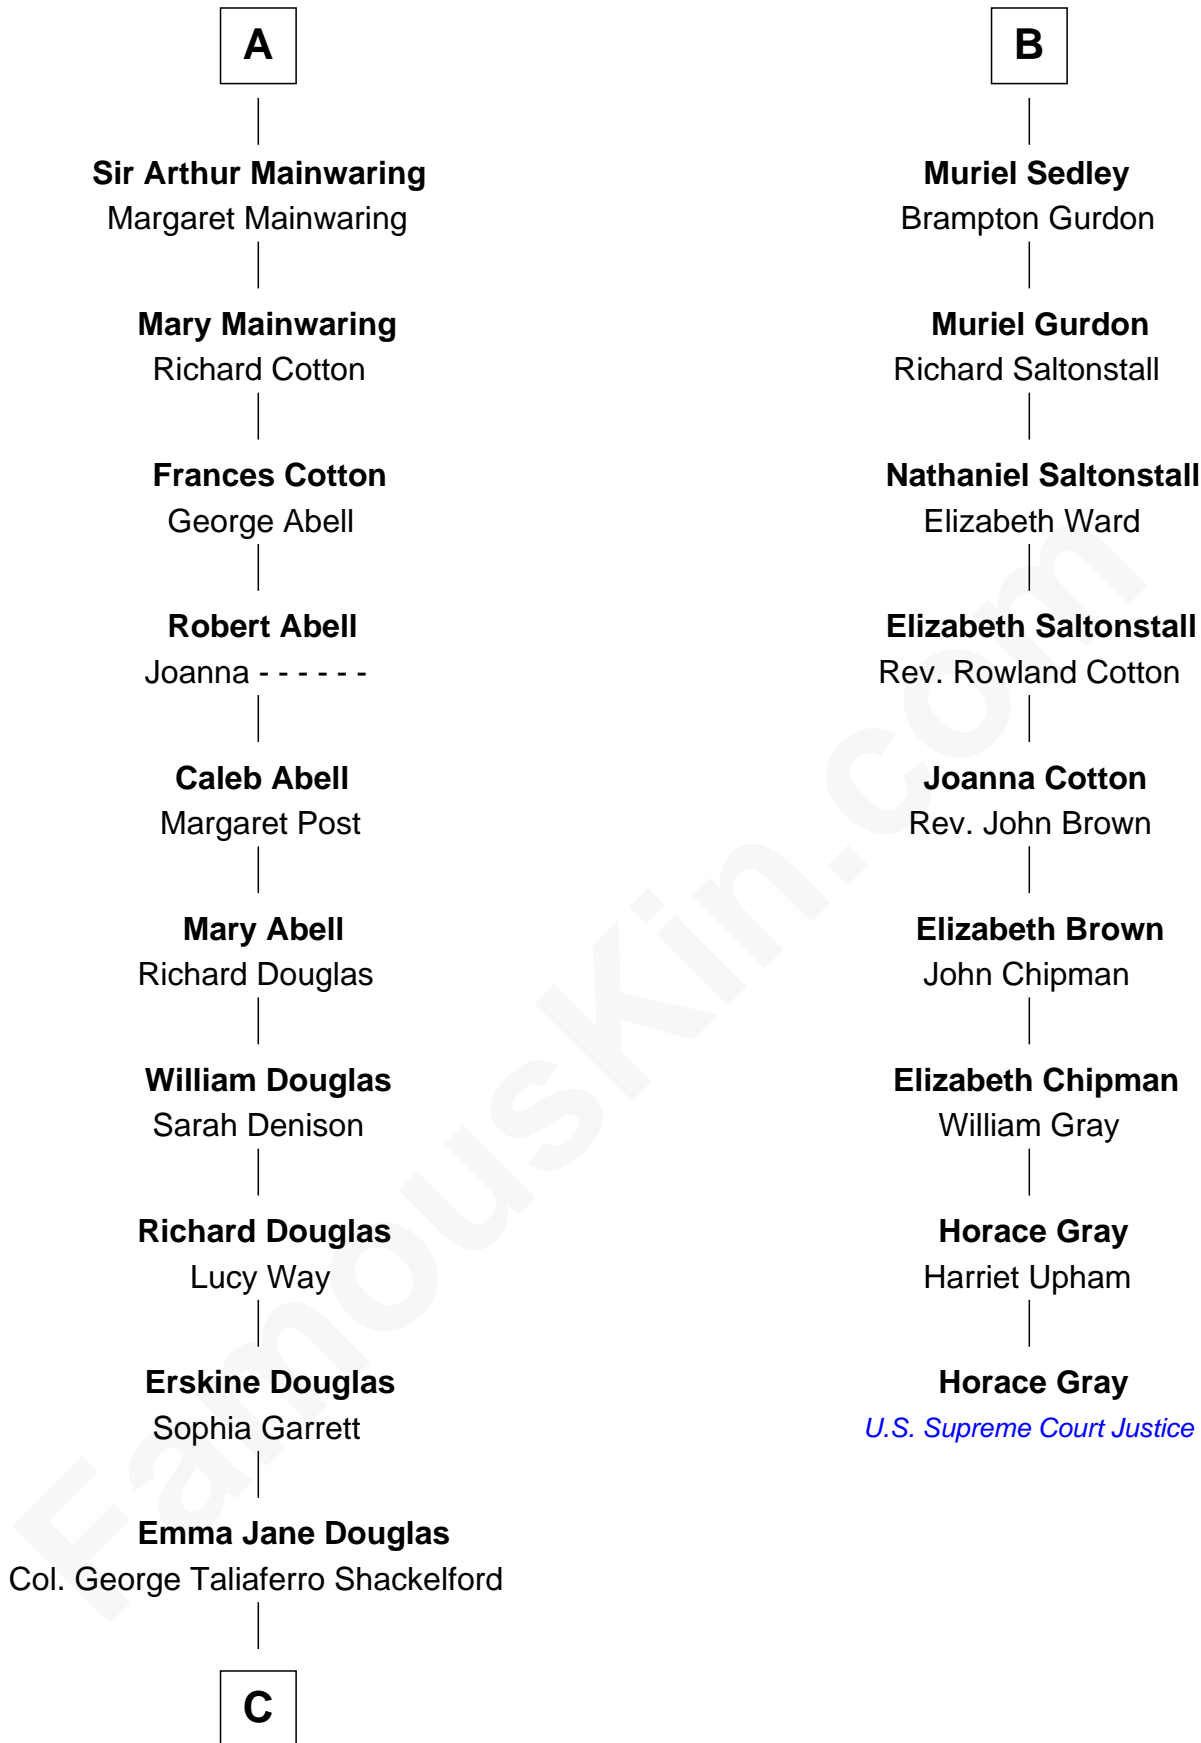 A
Sir Arthur Mainwaring
Margaret Mainwaring
Mary Mainwaring
Richard Cotton
Frances Cotton
George Abell
Robert Abell
Joanna - - - - - -
Caleb Abell
Margaret Post
Mary Abell
Richard Douglas
William Douglas
Sarah Denison
Richard Douglas
Lucy Way
Erskine Douglas
Sophia Garrett
Emma Jane Douglas
Col. George Taliaferro Shackelford
C
B
Muriel Sedley
Brampton Gurdon
Muriel Gurdon
Richard Saltonstall
Nathaniel Saltonstall
Elizabeth Ward
Elizabeth Saltonstall
Rev. Rowland Cotton
Joanna Cotton
Rev. John Brown
Elizabeth Brown
John Chipman
Elizabeth Chipman
William Gray
Horace Gray
Harriet Upham
Horace Gray
U.S. Supreme Court Justice
FamousKin.com